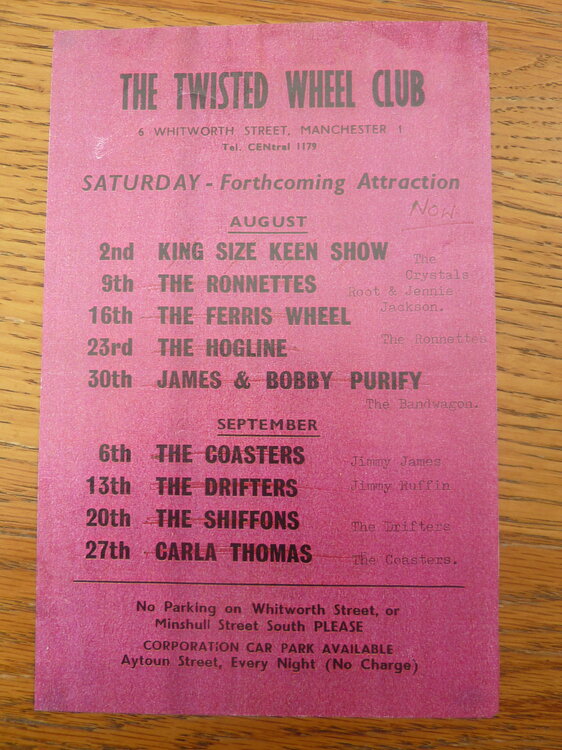 THE TWISTED WHEEL CLUB
6 WHITWORTH STREET, MANCHESTER 1
Tel. CENtral 1179
SATURDAY - Forthcoming Attraction
NOW
AUGUST
2nd KING SIZE KEEN SHOW
The Crystals
9th THE RONNETTES
Root & Jennie Jackson.
16th THE FERRIS WHEEL
23rd THE HOGLINE
The Ronnettes
30th JAMES & BOBBY PURIFY
The Bandwagon.
SEPTEMBER
6th THE COASTERS
Jimmy James
13th THE DRIFTERS
Jimmy Ruffin
20th THE SHIFFONS
The Drifters
27th CARLA THOMAS
The Coasters.
No Parking on Whitworth Street, or
Minshull Street South PLEASE
CORPORATION CAR PARK AVAILABLE
Aytoun Street, Every Night (No Charge)